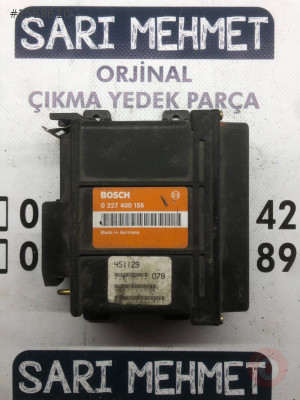 SARI MEHMET
ORJİNAL
ÇIKMA YEDEK PARÇA
BOSCH
0 227 400 156
Made in Germany
0 42
451129
078
0 89
SARI MEHMET